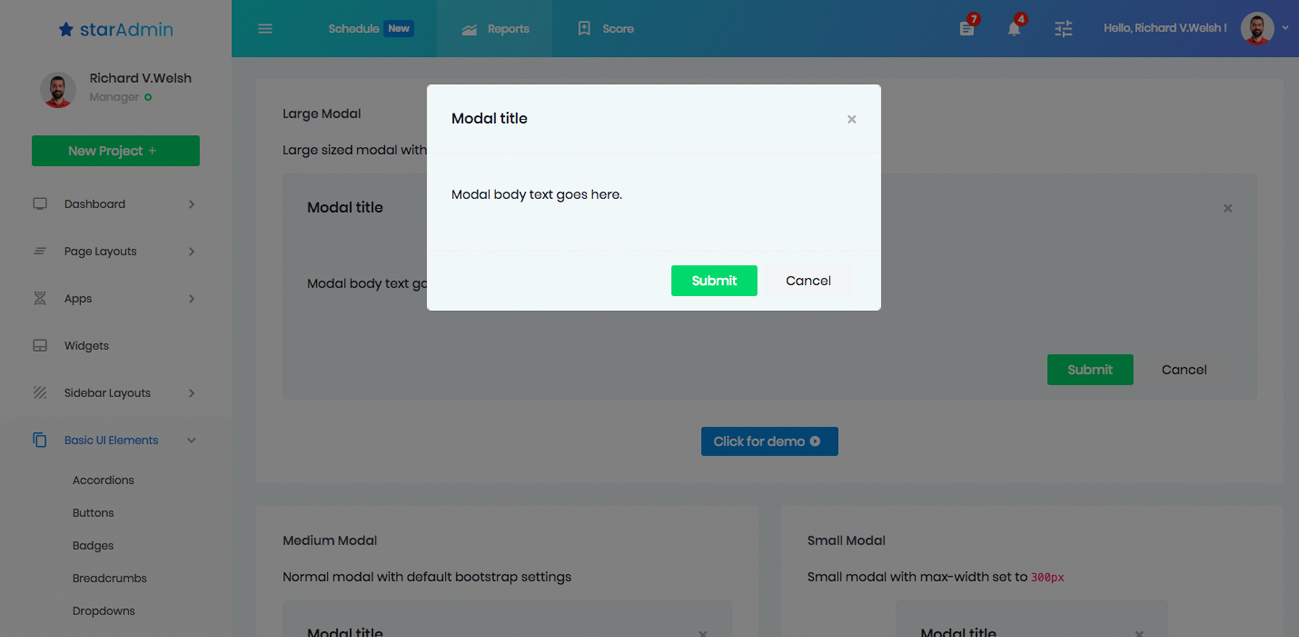 starAdmin
Schedule New
Reports
Score
7
4
Hello, Richard V.Welsh !
Richard V.Welsh
Manager
New Project +
Dashboard
Page Layouts
Apps
Widgets
Sidebar Layouts
Basic UI Elements
Accordions
Buttons
Badges
Breadcrumbs
Dropdowns
Modal title
×
Modal body text goes here.
Submit
Cancel
Large Modal
Large sized modal with
Modal title
×
Modal body text
Submit
Cancel
Click for demo
Medium Modal
Normal modal with default bootstrap settings
Modal title
×
Small Modal
Small modal with max-width set to 300px
Modal title
×